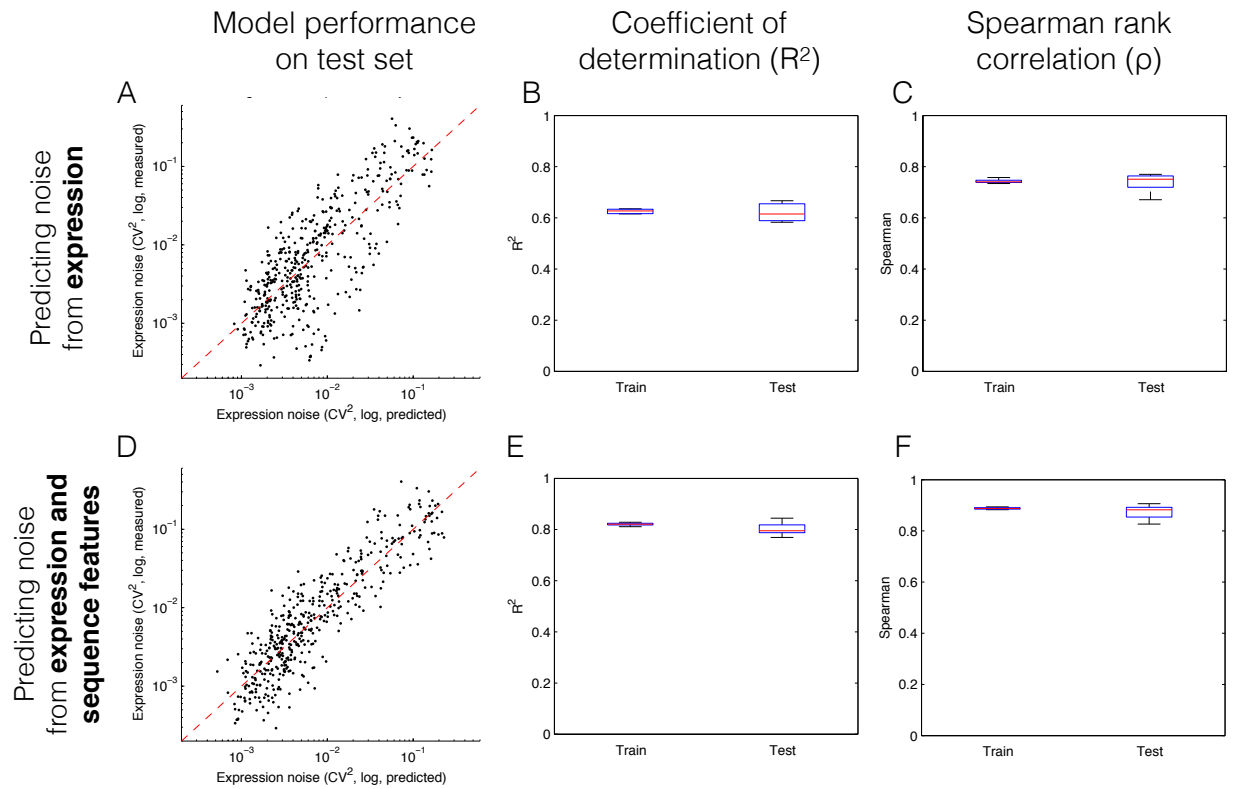 Model performance
on test set
Coefficient of
determination (R²)
Spearman rank
correlation (ρ)
Predicting noise
from expression
A
Expression noise (CV², log, measured)
10⁻¹
10⁻²
10⁻³
10⁻³
10⁻²
10⁻¹
Expression noise (CV², log, predicted)
B
R²
1
0.8
0.6
0.4
0.2
0
Train
Test
C
Spearman
1
0.8
0.6
0.4
0.2
0
Train
Test
Predicting noise
from expression and
sequence features
D
Expression noise (CV², log, measured)
10⁻¹
10⁻²
10⁻³
10⁻³
10⁻²
10⁻¹
Expression noise (CV², log, predicted)
E
R²
1
0.8
0.6
0.4
0.2
0
Train
Test
F
Spearman
1
0.8
0.6
0.4
0.2
0
Train
Test